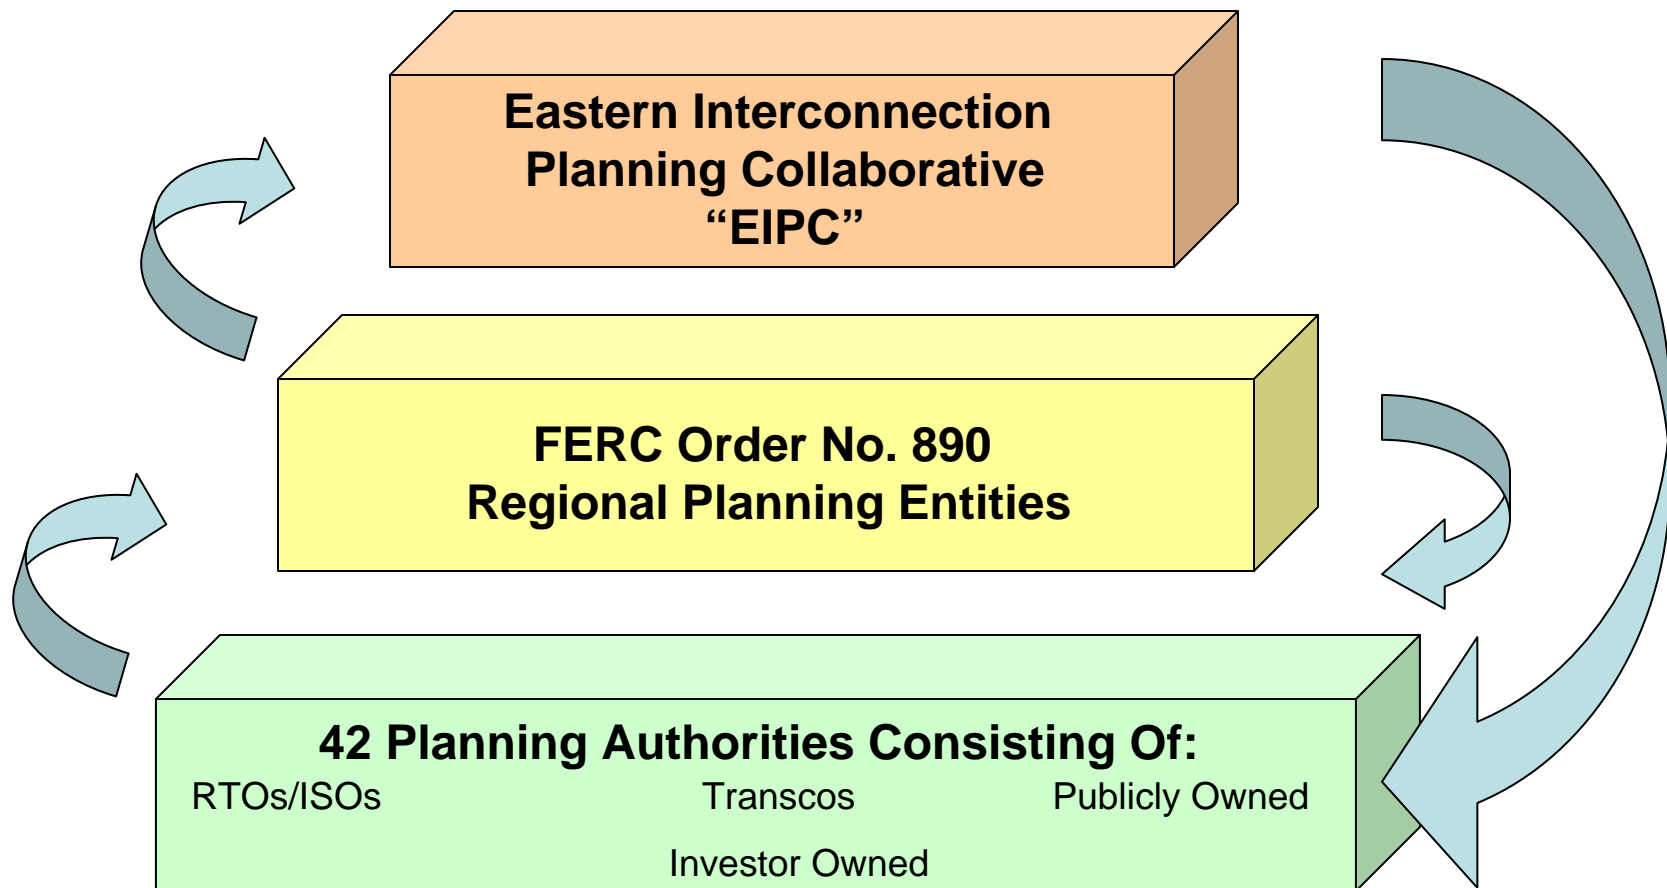 Eastern Interconnection
Planning Collaborative
“EIPC”
FERC Order No. 890
Regional Planning Entities
42 Planning Authorities Consisting Of:
RTOs/ISOs Transcos Publicly Owned
Investor Owned